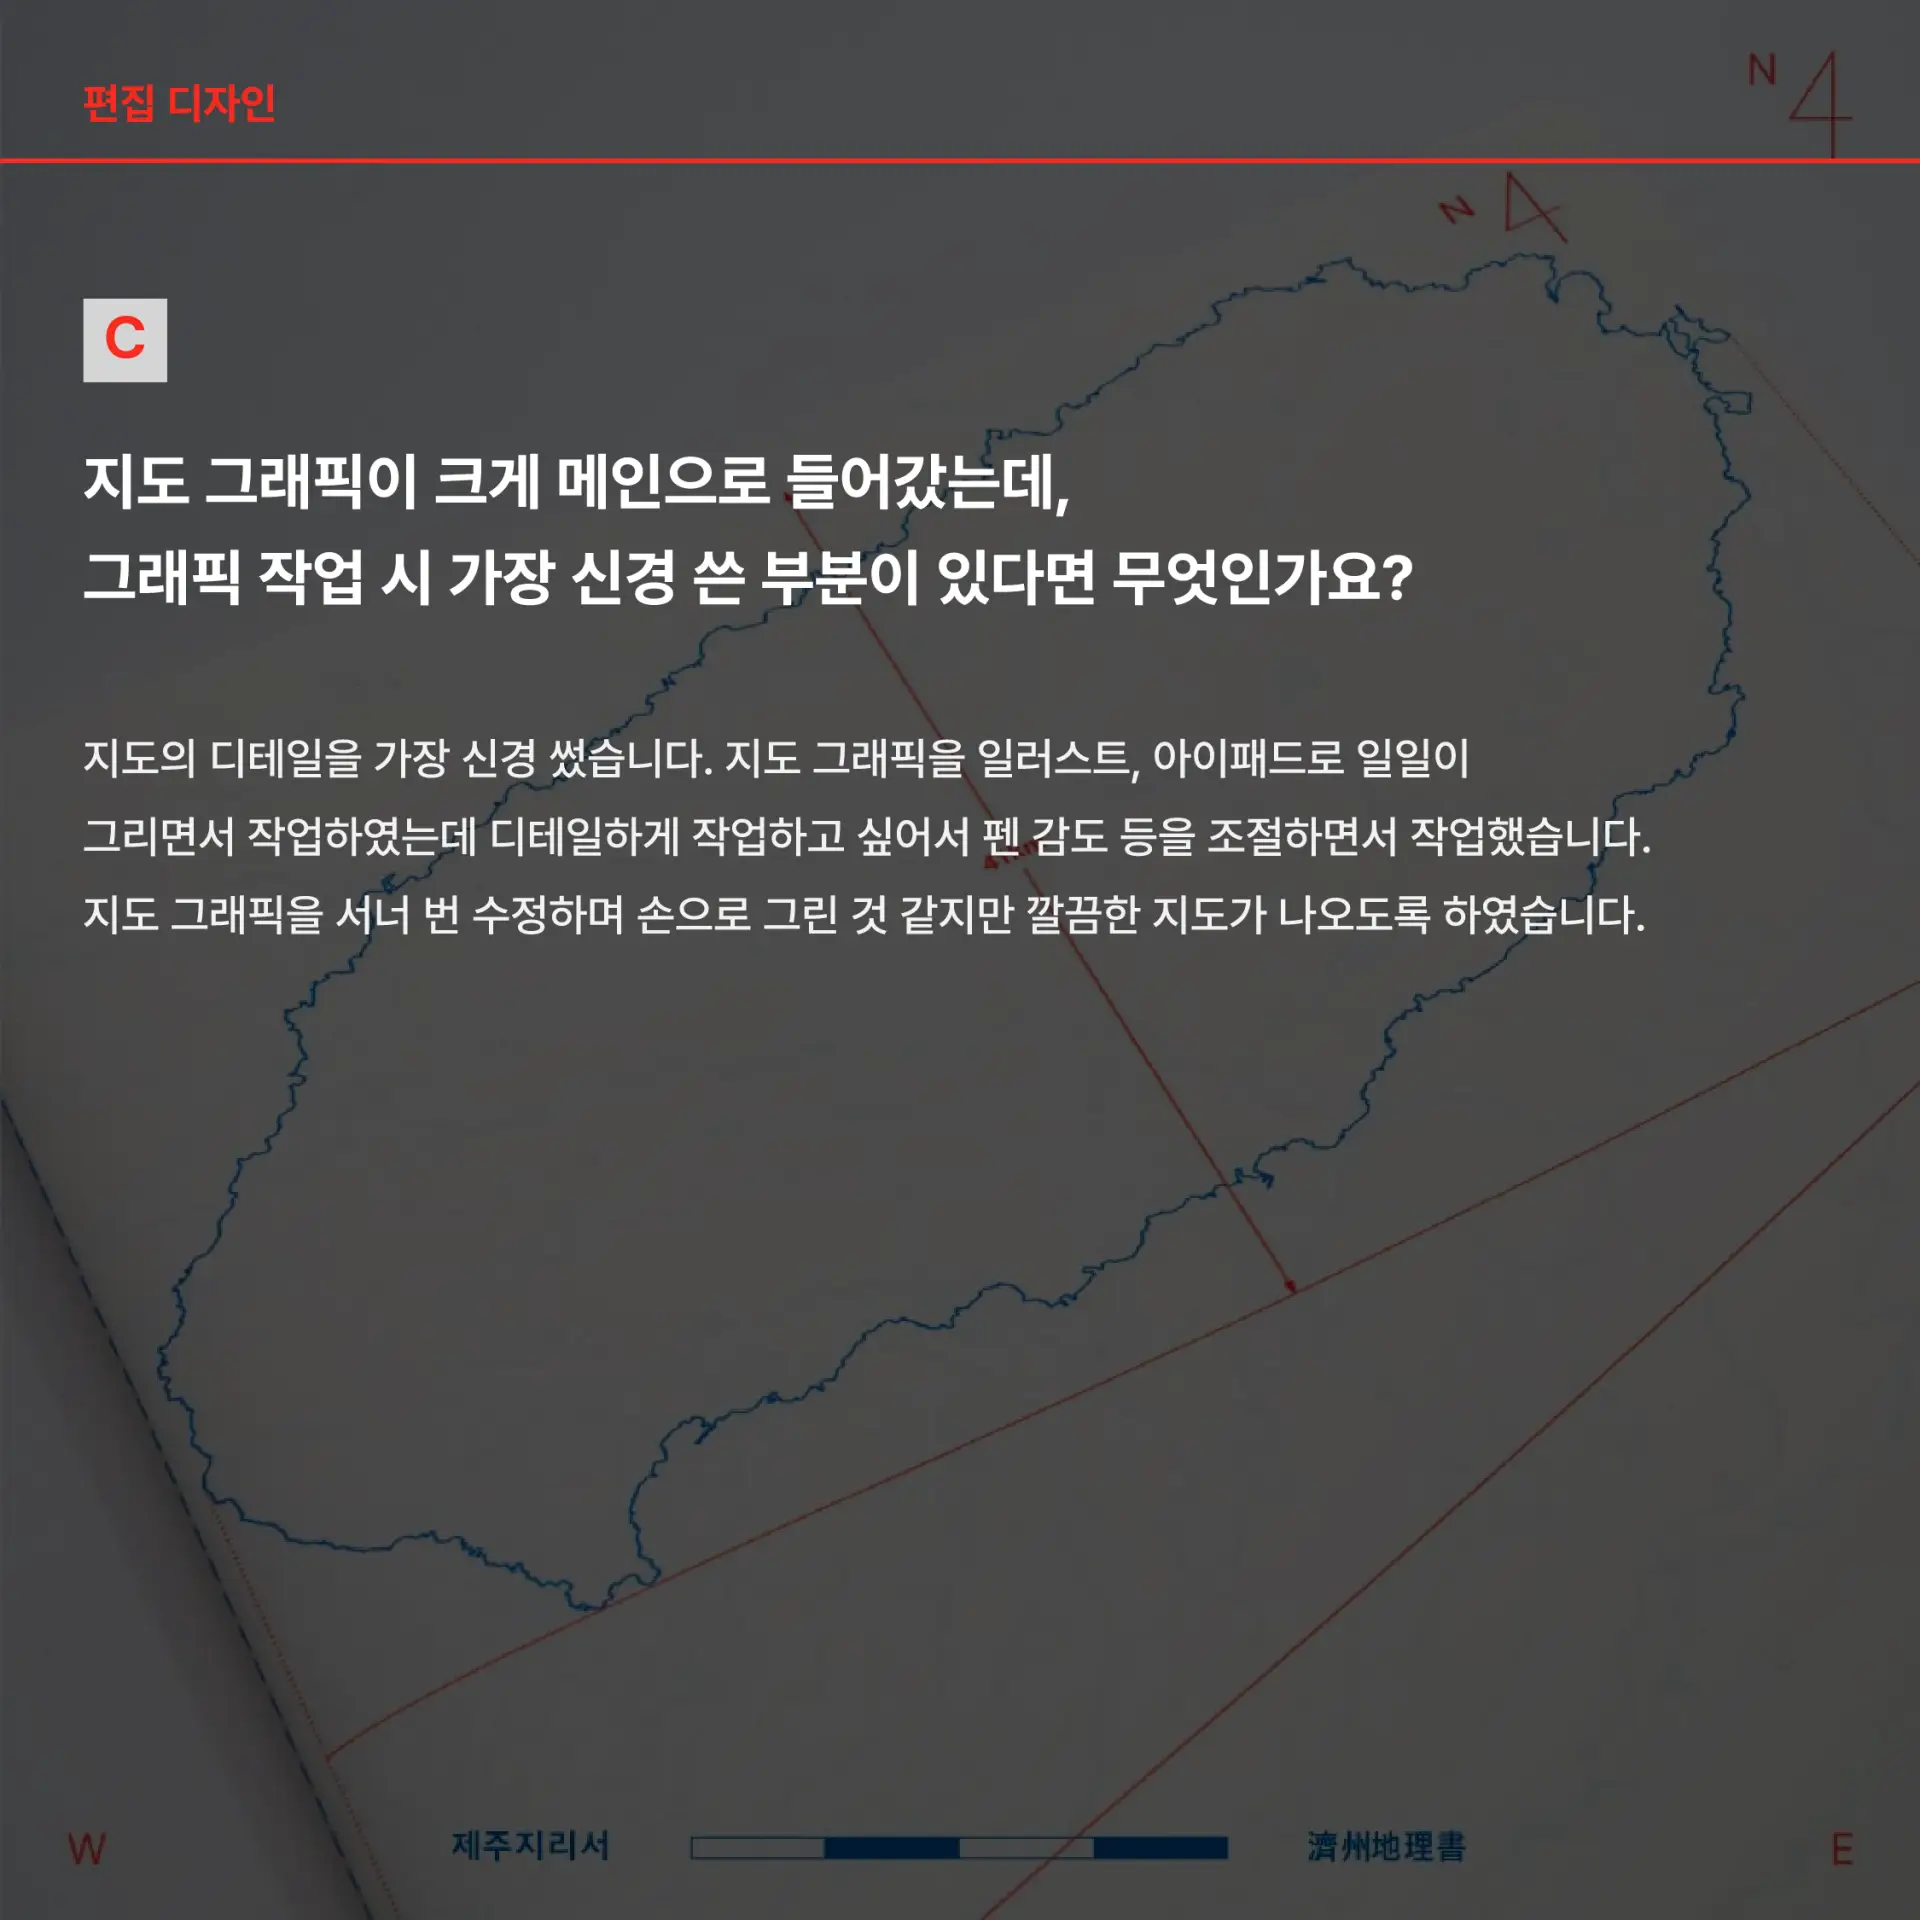 편집 디자인
N
N
C
지도 그래픽이 크게 메인으로 들어갔는데,
그래픽 작업 시 가장 신경 쓴 부분이 있다면 무엇인가요?
지도의 디테일을 가장 신경 썼습니다. 지도 그래픽을 일러스트, 아이패드로 일일이
그리면서 작업하였는데 디테일하게 작업하고 싶어서 펜 감도 등을 조절하면서 작업했습니다.
지도 그래픽을 서너 번 수정하며 손으로 그린 것 같지만 깔끔한 지도가 나오도록 하였습니다.
W
제주지리서
濟州地理書
E